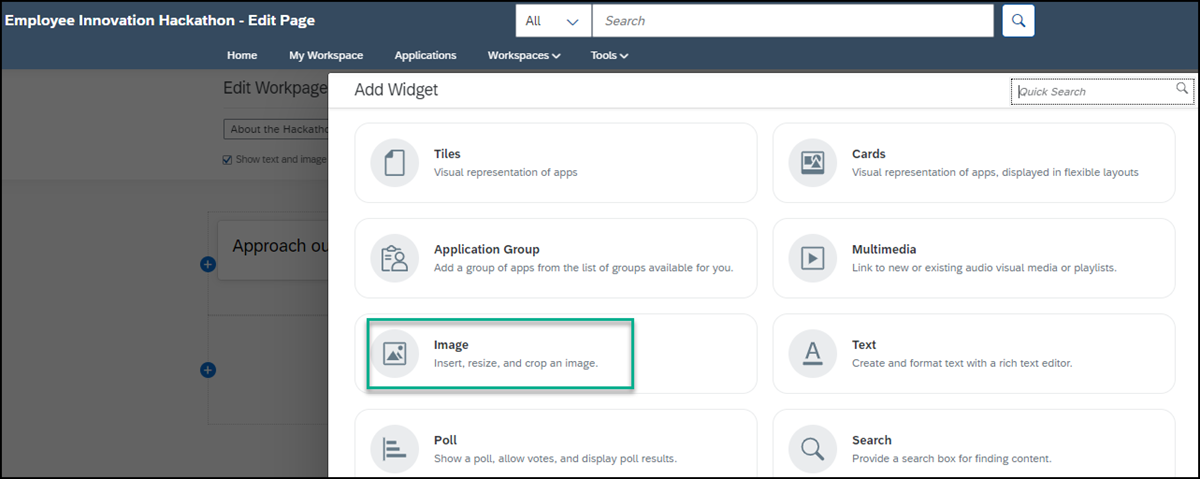 Employee Innovation Hackathon - Edit Page
All
Search
Home
My Workspace
Applications
Workspaces
Tools
Edit Workpage
Add Widget
Quick Search
About the Hackatho
Show text and image
Tiles
Visual representation of apps
Cards
Visual representation of apps, displayed in flexible layouts
Approach ou
Application Group
Add a group of apps from the list of groups available for you.
Multimedia
Link to new or existing audio visual media or playlists.
Image
Insert, resize, and crop an image.
Text
Create and format text with a rich text editor.
Poll
Show a poll, allow votes, and display poll results.
Search
Provide a search box for finding content.